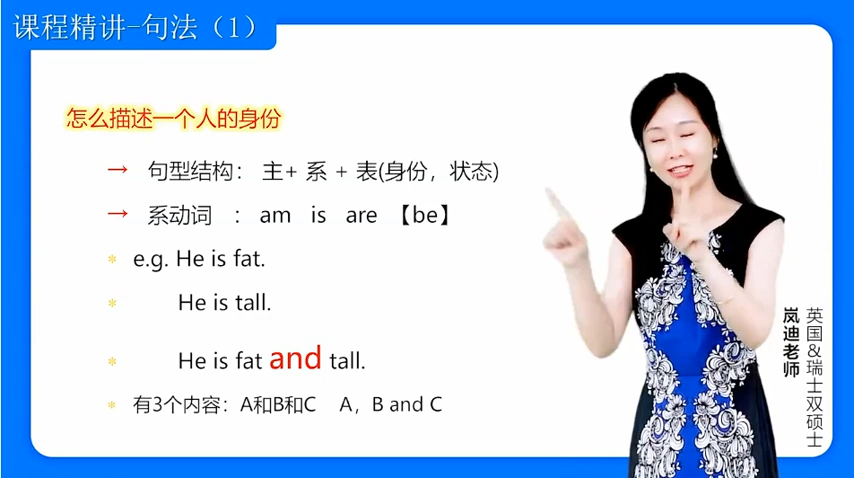 课程精讲-句法（1）
怎么描述一个人的身份
→ 句型结构： 主+ 系 + 表(身份，状态)
→ 系动词 ： am is are 【be】
* e.g. He is fat.
* He is tall.
* He is fat and tall.
* 有3个内容：A和B和C A，B and C
英国&瑞士双硕士
岚迪老师